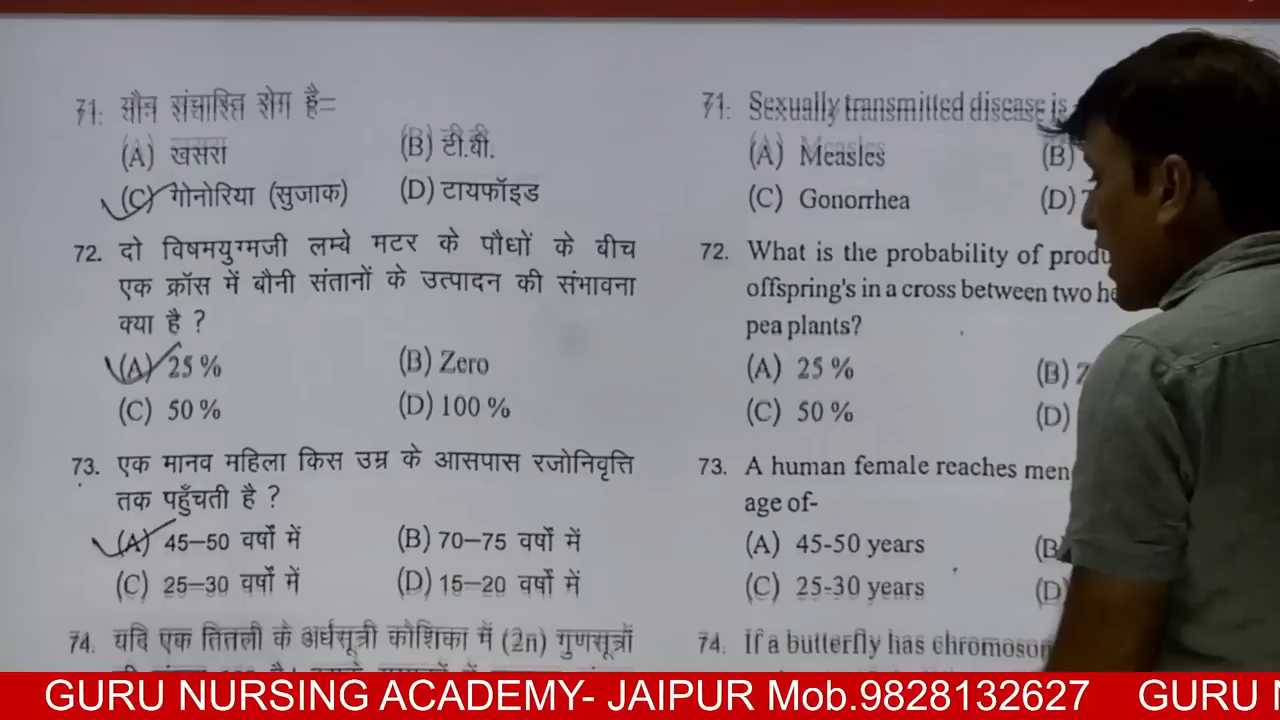 71. यौन संचारित रोग है–
(A) खसरा (B) टी.बी.
(C) गोनोरिया (सुजाक) (D) टायफॉइड
72. दो विषमयुग्मजी लम्बे मटर के पौधों के बीच
एक क्रॉस में बौनी संतानों के उत्पादन की संभावना
क्या है ?
(A) 25 % (B) Zero
(C) 50 % (D) 100 %
73. एक मानव महिला किस उम्र के आसपास रजोनिवृत्ति
तक पहुँचती है ?
(A) 45–50 वर्षों में (B) 70–75 वर्षों में
(C) 25–30 वर्षों में (D) 15–20 वर्षों में
74. यदि एक तितली के अर्धसूत्री कोशिका में (2n) गुणसूत्रों
71. Sexually transmitted disease is
(A) Measles (B)
(C) Gonorrhea (D)
72. What is the probability of
offspring's in a cross between two
pea plants?
(A) 25 % (B)
(C) 50 % (D)
73. A human female reaches
age of-
(A) 45-50 years (B
(C) 25-30 years (D)
74. If a butterfly has
GURU NURSING ACADEMY- JAIPUR Mob.9828132627 GURU